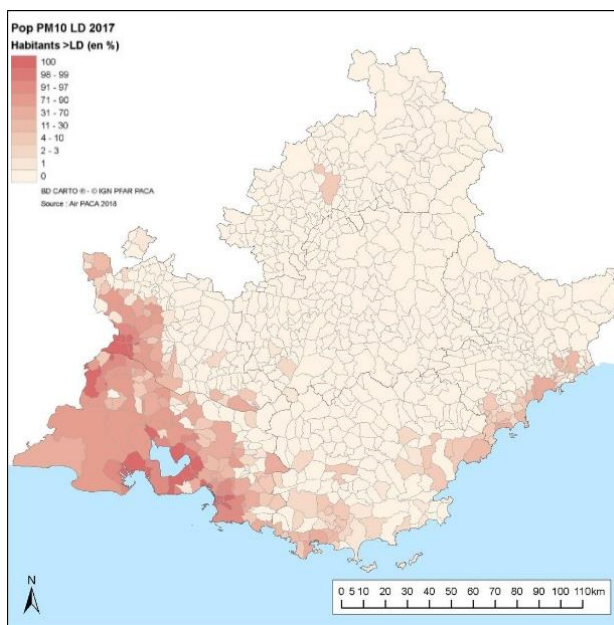 Pop PM10 LD 2017
Habitants >LD (en %)
100
98 - 99
91 - 97
71 - 90
31 - 70
11 - 30
4 - 10
2 - 3
1
0
BD CARTO ® - © IGN PFAR PACA
Source : Air PACA 2018
N
0 5 10 20 30 40 50 60 70 80 90 100 110km